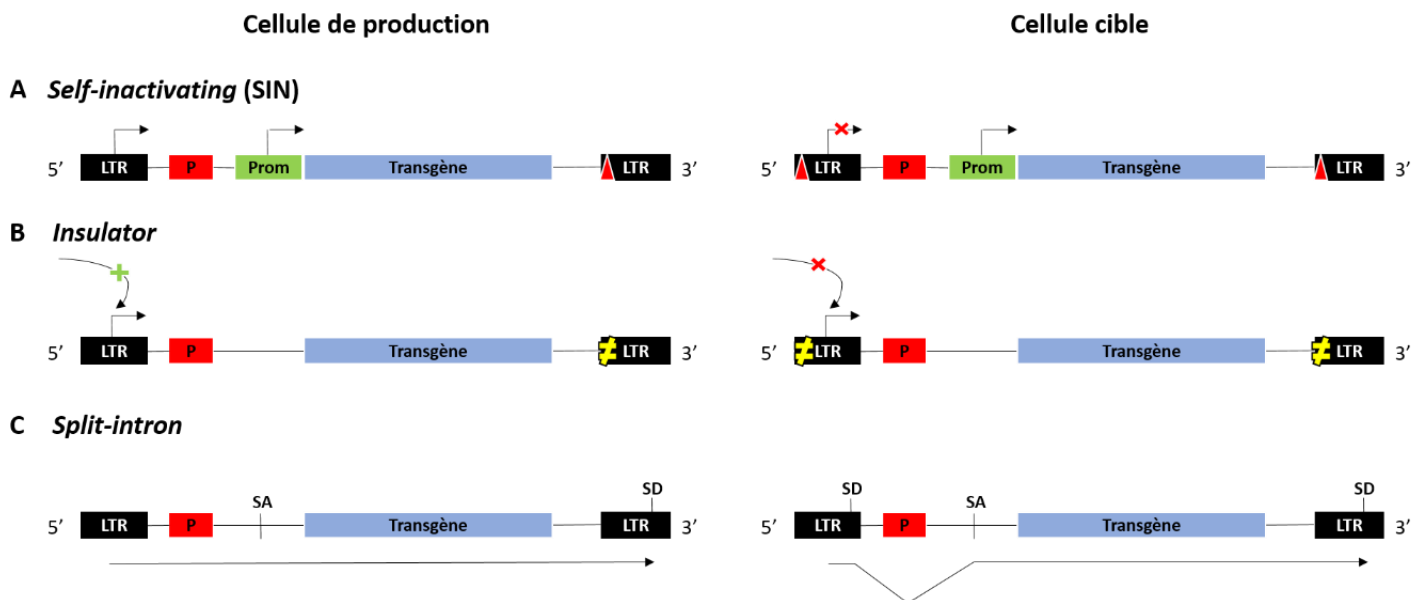 Cellule de production Cellule cible
A Self-inactivating (SIN)
5’ LTR P Prom Transgène LTR 3’ 5’ LTR P Prom Transgène LTR 3’
B Insulator
5’ LTR P Transgène LTR 3’ 5’ LTR P Transgène LTR 3’
C Split-intron
SA SD SD SA SD
5’ LTR P Transgène LTR 3’ 5’ LTR P Transgène LTR 3’